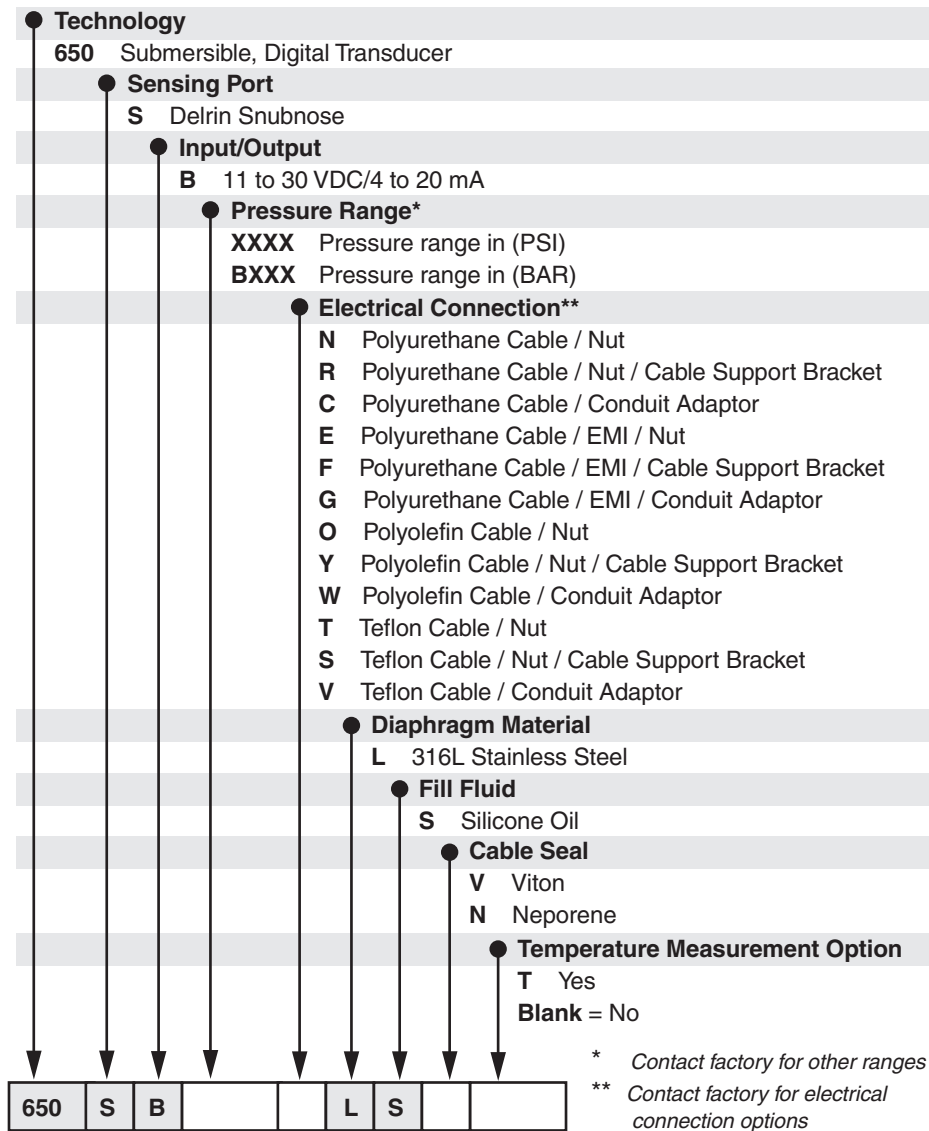 Technology
650 Submersible, Digital Transducer
Sensing Port
S Delrin Snubnose
Input/Output
B 11 to 30 VDC/4 to 20 mA
Pressure Range*
XXXX Pressure range in (PSI)
BXXX Pressure range in (BAR)
Electrical Connection**
N Polyurethane Cable / Nut
R Polyurethane Cable / Nut / Cable Support Bracket
C Polyurethane Cable / Conduit Adaptor
E Polyurethane Cable / EMI / Nut
F Polyurethane Cable / EMI / Cable Support Bracket
G Polyurethane Cable / EMI / Conduit Adaptor
O Polyolefin Cable / Nut
Y Polyolefin Cable / Nut / Cable Support Bracket
W Polyolefin Cable / Conduit Adaptor
T Teflon Cable / Nut
S Teflon Cable / Nut / Cable Support Bracket
V Teflon Cable / Conduit Adaptor
Diaphragm Material
L 316L Stainless Steel
Fill Fluid
S Silicone Oil
Cable Seal
V Viton
N Neporene
Temperature Measurement Option
T Yes
Blank = No
* Contact factory for other ranges
** Contact factory for electrical
connection options
650 S B L S